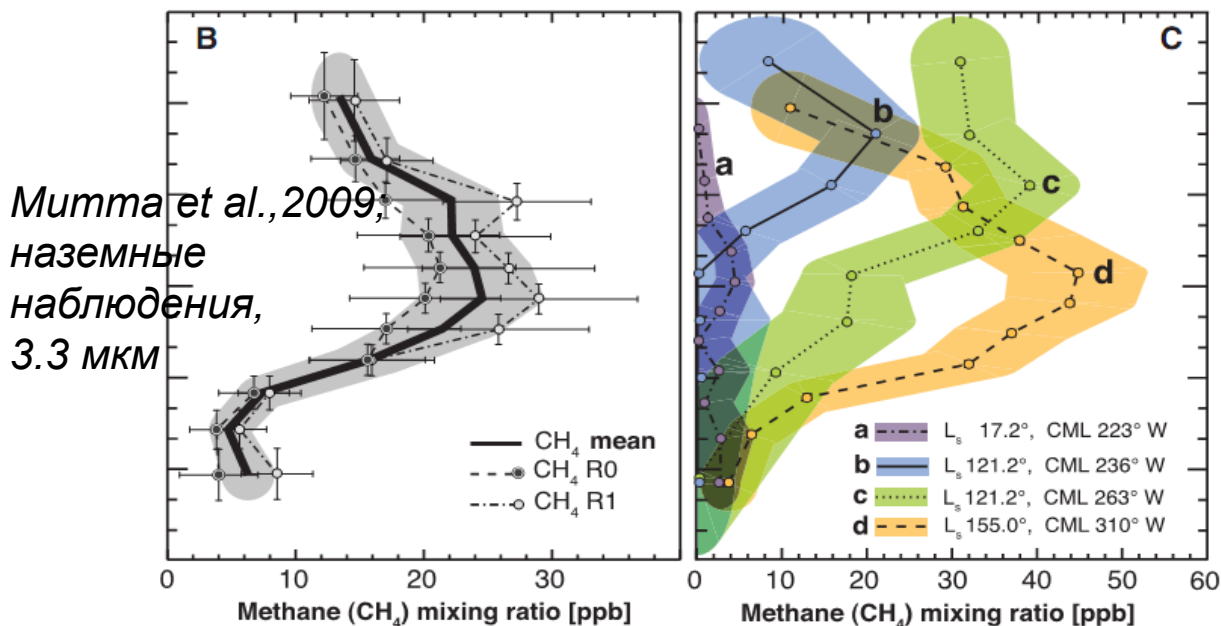 B
Мumma et al.,2009,
наземные
наблюдения,
3.3 мкм
CH₄ mean
CH₄ R0
CH₄ R1
0 10 20 30
Methane (CH₄) mixing ratio [ppb]
C
a
b
c
d
a Lₛ 17.2°, CML 223° W
b Lₛ 121.2°, CML 236° W
c Lₛ 121.2°, CML 263° W
d Lₛ 155.0°, CML 310° W
0 10 20 30 40 50 60
Methane (CH₄) mixing ratio [ppb]